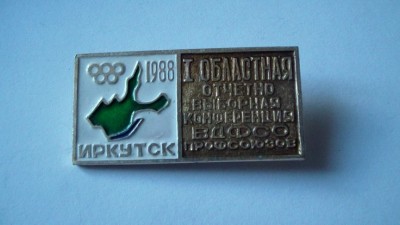 1988
ИРКУТСК
I ОБЛАСТНАЯ
ОТЧЕТНО
ВЫБОРНАЯ
КОНФЕРЕНЦИЯ
ВДФСО
ПРОФСОЮЗОВ